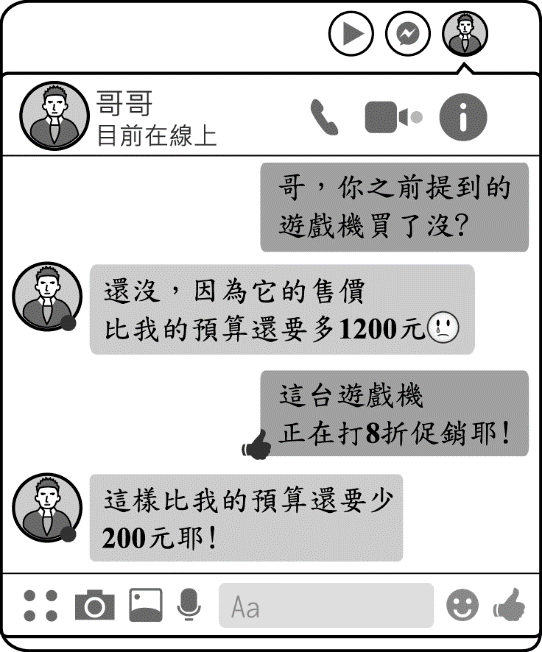 哥哥
目前在線上
哥，你之前提到的
遊戲機買了沒?
還沒，因為它的售價
比我的預算還要多1200元
這台遊戲機
正在打8折促銷耶!
這樣比我的預算還要少
200元耶!
Aa